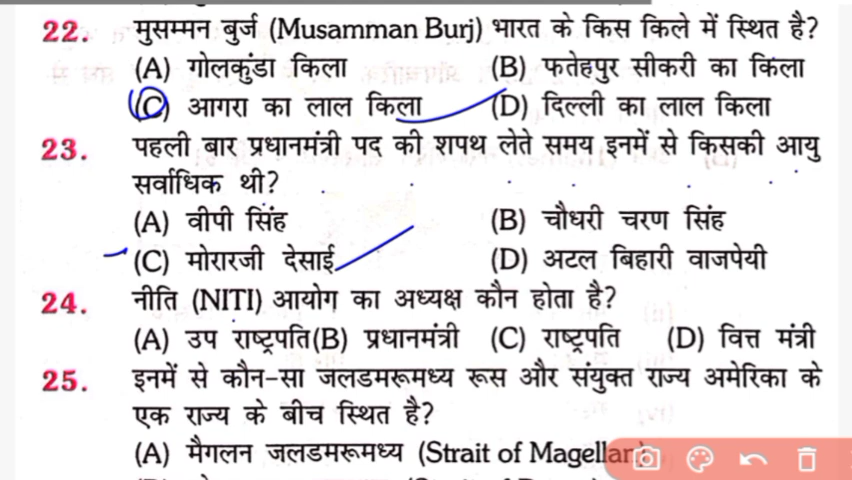 22. मुसम्मन बुर्ज (Musamman Burj) भारत के किस किले में स्थित है?
(A) गोलकुंडा किला (B) फतेहपुर सीकरी का किला
(C) आगरा का लाल किला (D) दिल्ली का लाल किला
23. पहली बार प्रधानमंत्री पद की शपथ लेते समय इनमें से किसकी आयु
सर्वाधिक थी?
(A) वीपी सिंह (B) चौधरी चरण सिंह
(C) मोरारजी देसाई (D) अटल बिहारी वाजपेयी
24. नीति (NITI) आयोग का अध्यक्ष कौन होता है?
(A) उप राष्ट्रपति (B) प्रधानमंत्री (C) राष्ट्रपति (D) वित्त मंत्री
25. इनमें से कौन-सा जलडमरूमध्य रूस और संयुक्त राज्य अमेरिका के
एक राज्य के बीच स्थित है?
(A) मैगलन जलडमरूमध्य (Strait of Magellan)